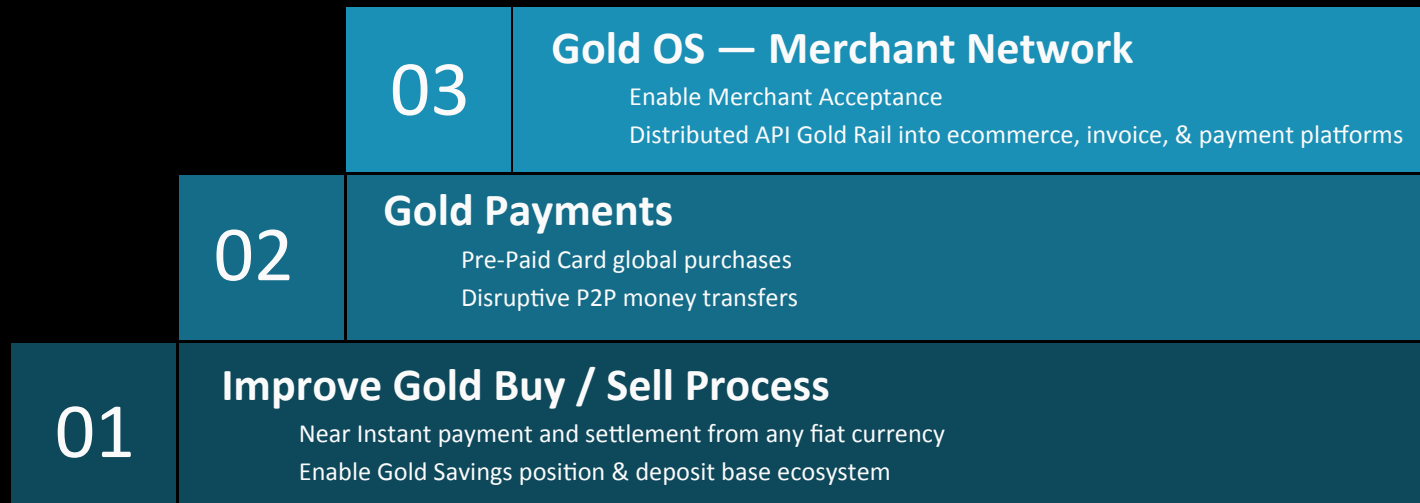 03
Gold OS — Merchant Network
Enable Merchant Acceptance
Distributed API Gold Rail into ecommerce, invoice, & payment platforms
02
Gold Payments
Pre-Paid Card global purchases
Disruptive P2P money transfers
01
Improve Gold Buy / Sell Process
Near Instant payment and settlement from any fiat currency
Enable Gold Savings position & deposit base ecosystem